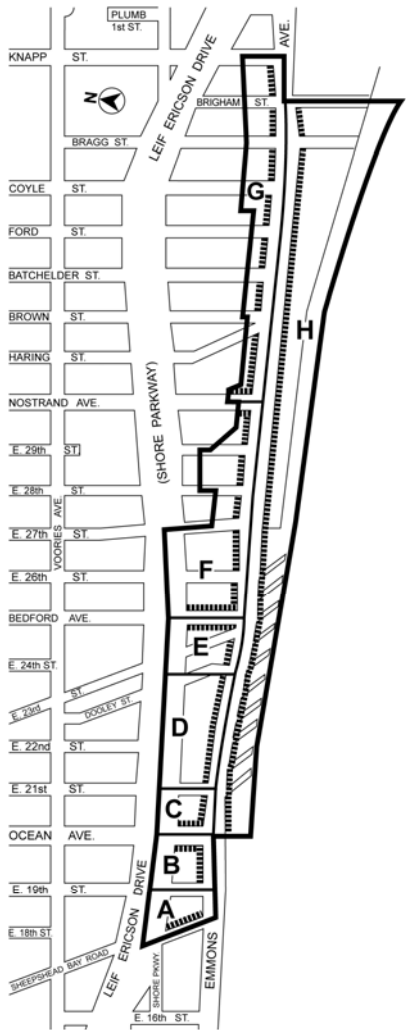 PLUMB
1st ST.
KNAPP ST.
AVE.
N
LEIF ERICSON DRIVE
BRIGHAM ST.
BRAGG ST.
COYLE ST.
G
FORD ST.
BATCHELDER ST.
BROWN ST.
H
HARING ST.
NOSTRAND AVE.
(SHORE PARKWAY)
E. 29th ST.
E. 28th ST.
VOORIES AVE.
E. 27th ST.
F
E. 26th ST.
BEDFORD AVE.
E
E. 24th ST.
E. 23rd ST.
DOOLEY ST.
D
E. 22nd ST.
E. 21st ST.
C
OCEAN AVE.
B
E. 19th ST.
LEIF ERICSON DRIVE
A
E. 18th ST.
SHEEPSHEAD BAY ROAD
SHORE PKWY.
EMMONS
E. 16th ST.